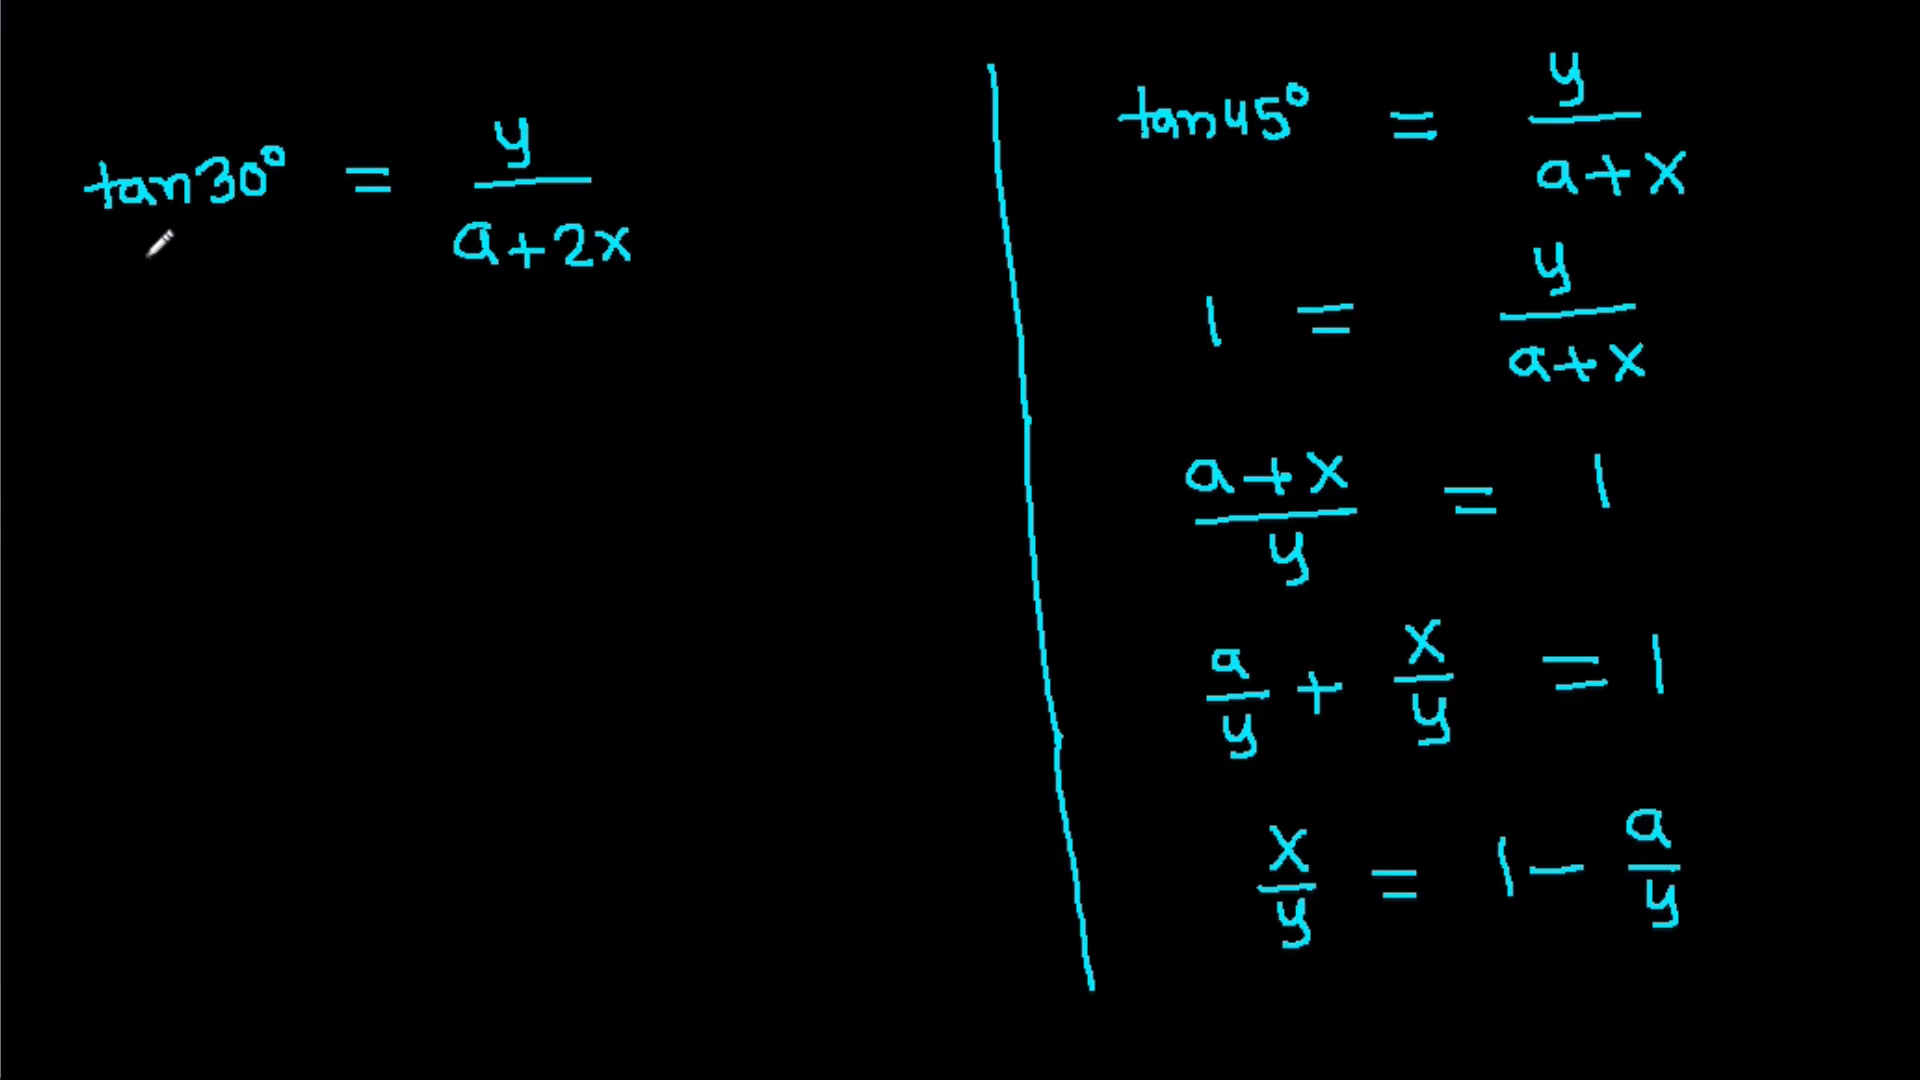 tan30° = y/(a+2x)
tan45° = y/(a+x)
1 = y/(a+x)
(a+x)/y = 1
a/y + x/y = 1
x/y = 1 - a/y